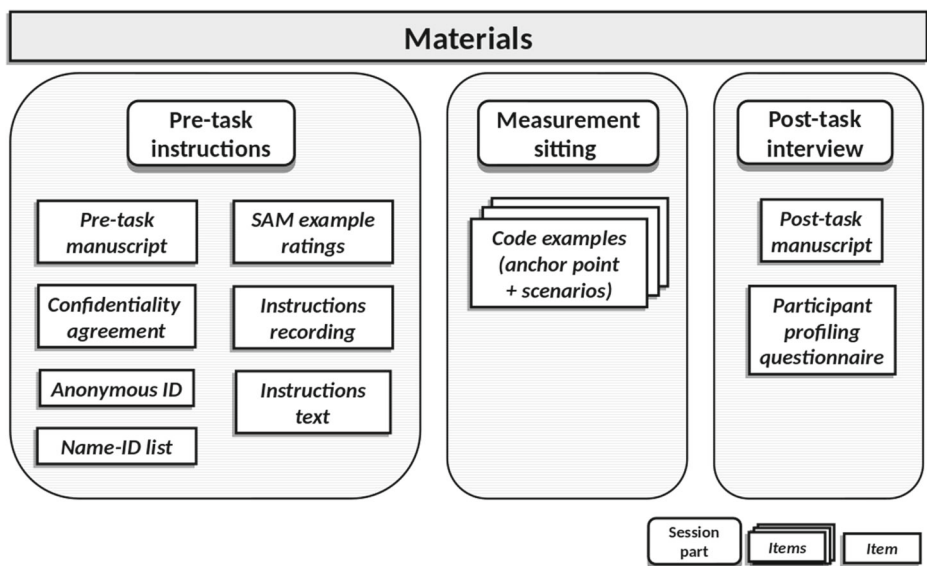 Materials
Pre-task
instructions
Pre-task
manuscript
Confidentiality
agreement
Anonymous ID
Name-ID list
SAM example
ratings
Instructions
recording
Instructions
text
Measurement
sitting
Code examples
(anchor point
+ scenarios)
Post-task
interview
Post-task
manuscript
Participant
profiling
questionnaire
Session
part
Items
Item